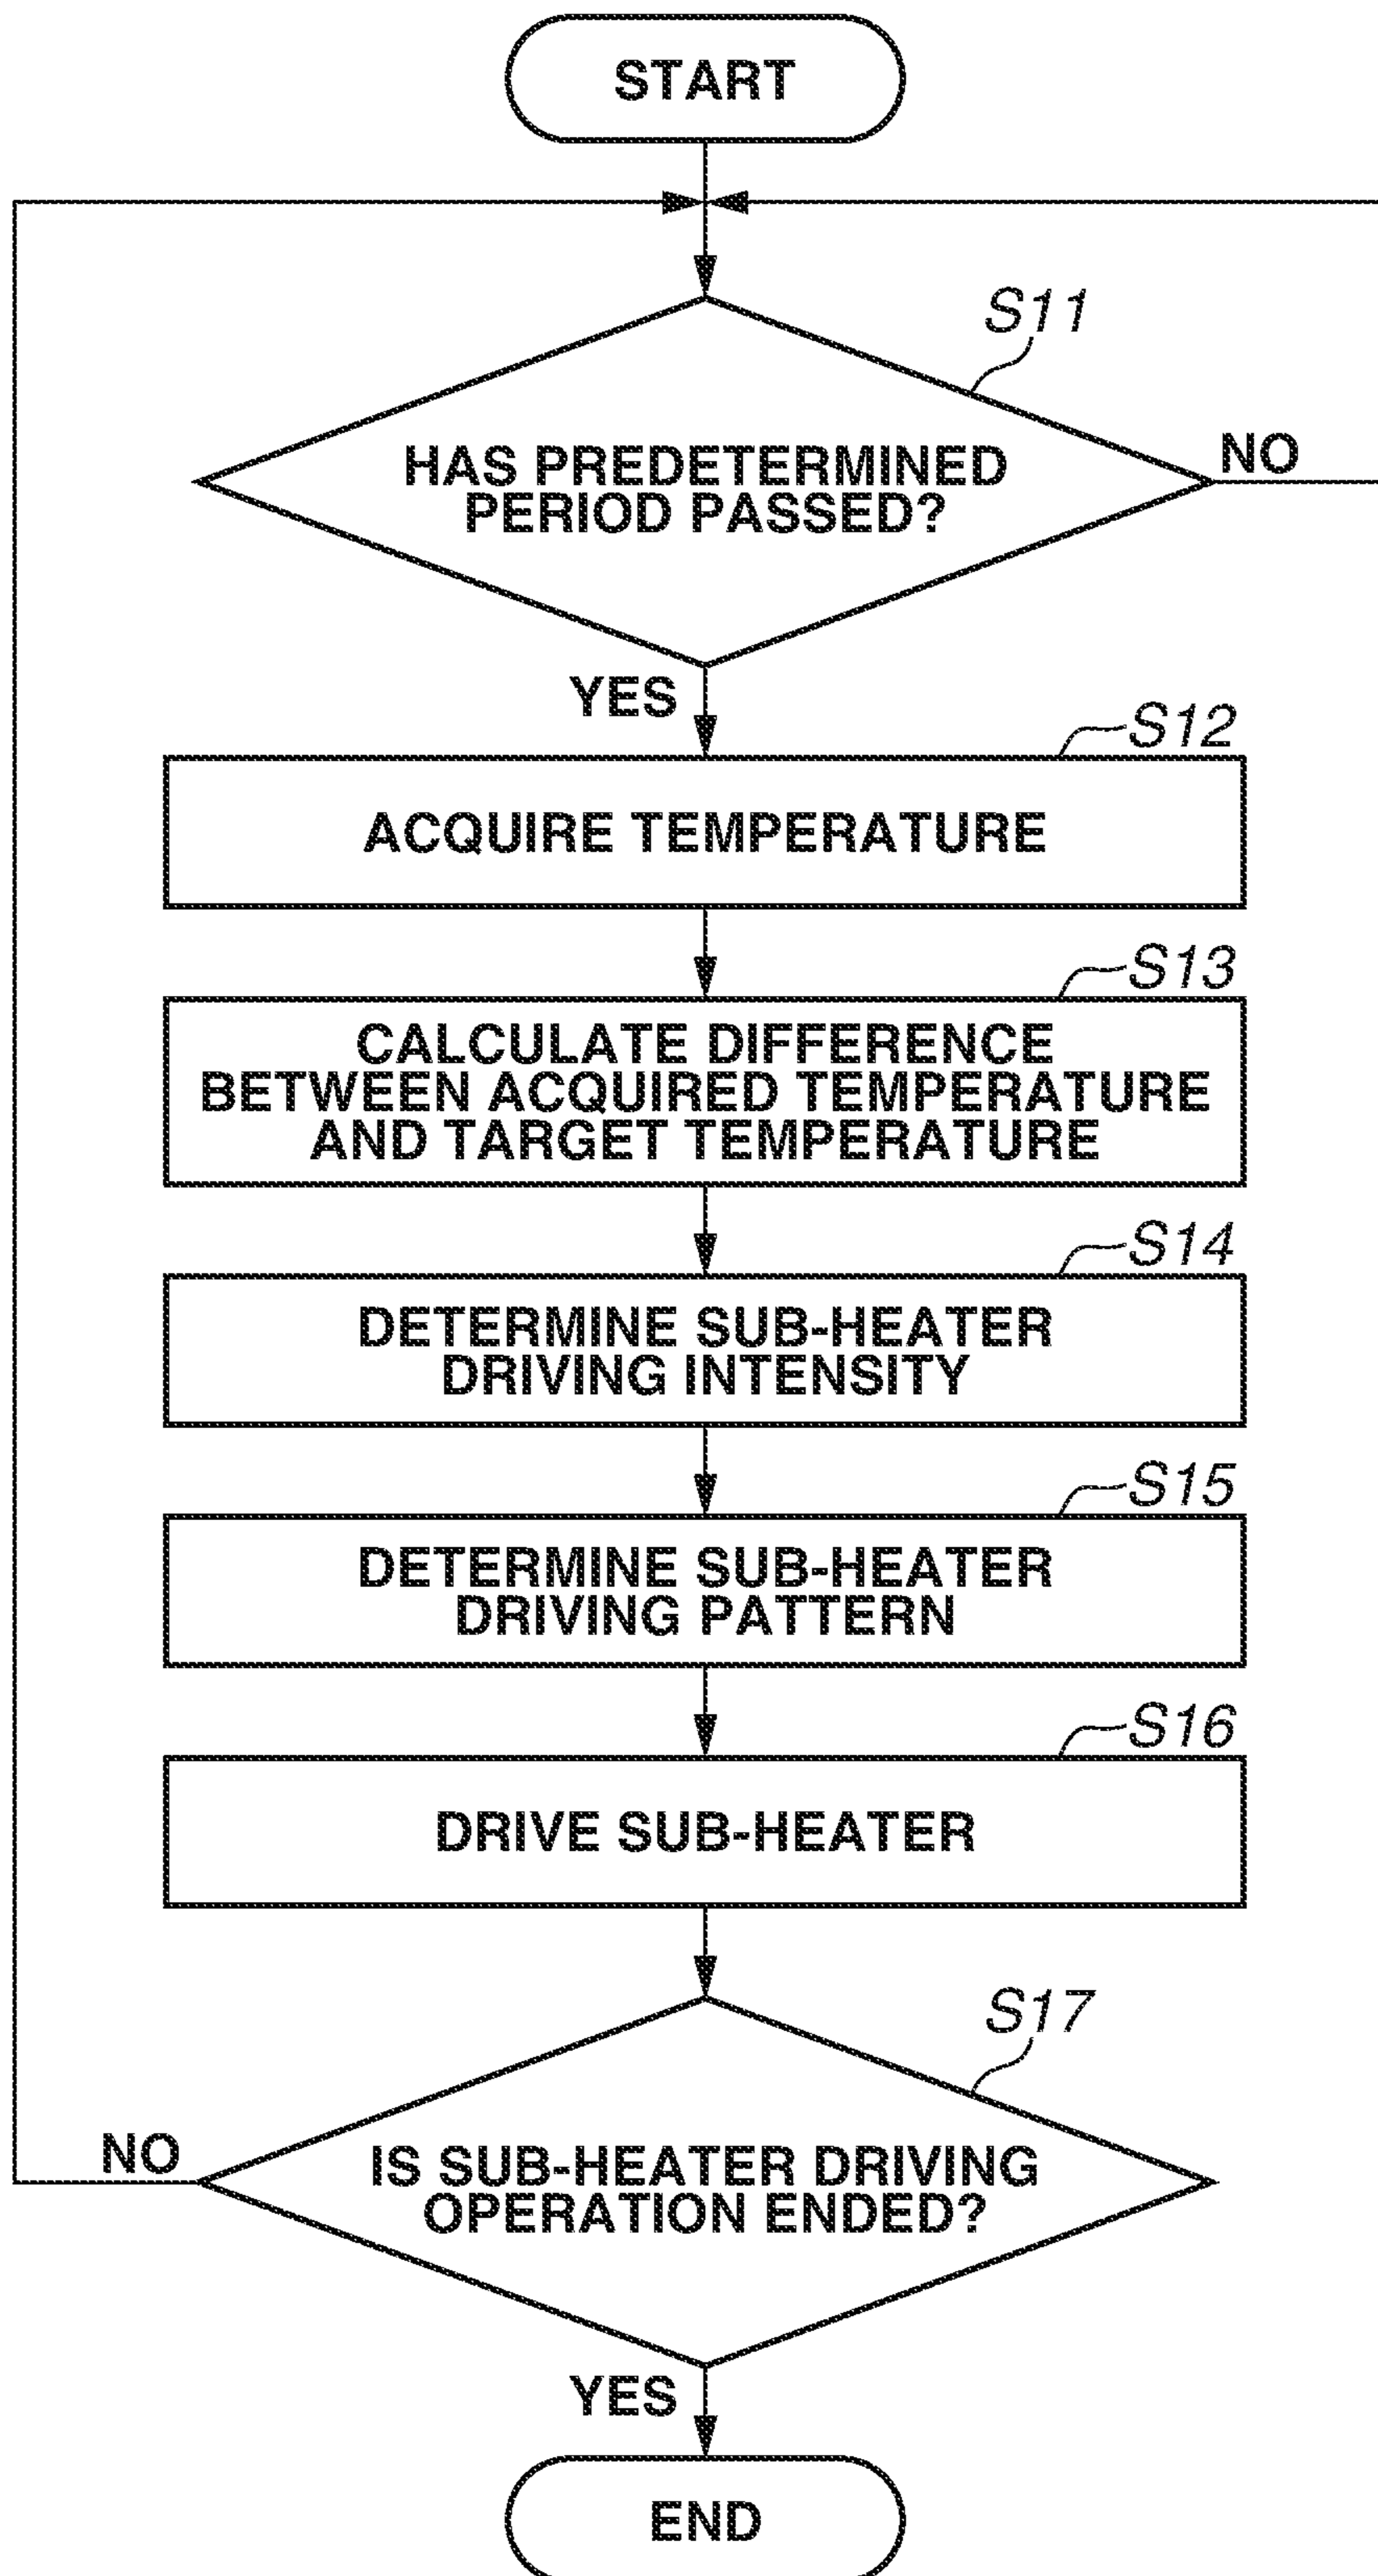 START
S11
HAS PREDETERMINED
PERIOD PASSED?
NO
YES
S12
ACQUIRE TEMPERATURE
S13
CALCULATE DIFFERENCE
BETWEEN ACQUIRED TEMPERATURE
AND TARGET TEMPERATURE
S14
DETERMINE SUB-HEATER
DRIVING INTENSITY
S15
DETERMINE SUB-HEATER
DRIVING PATTERN
S16
DRIVE SUB-HEATER
S17
IS SUB-HEATER DRIVING
OPERATION ENDED?
NO
YES
END